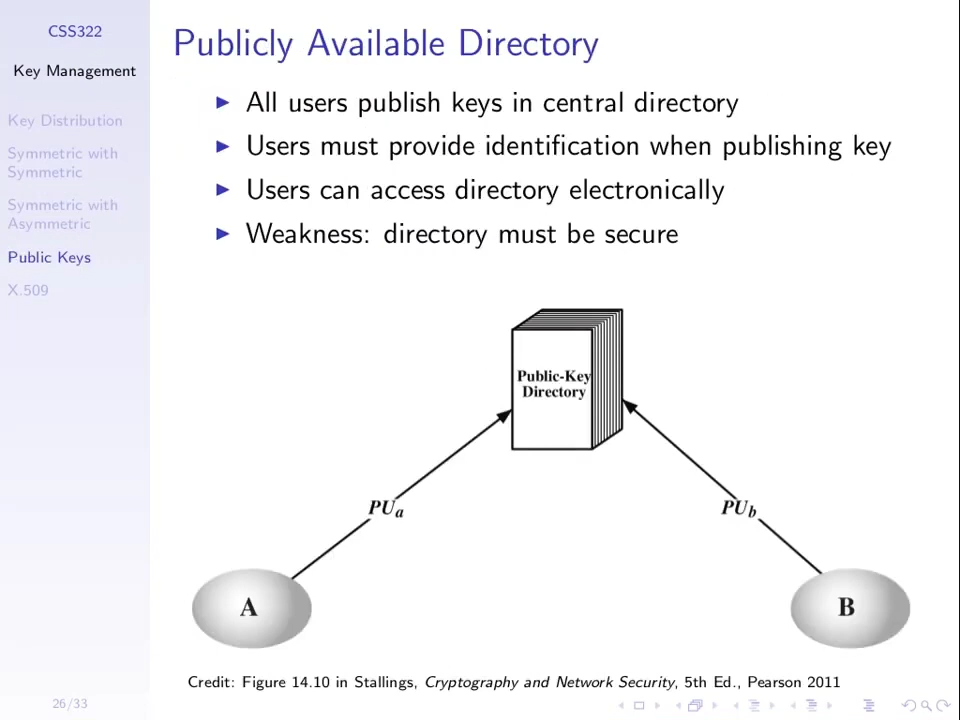 CSS322
Key Management
Key Distribution
Symmetric with
Symmetric
Symmetric with
Asymmetric
Public Keys
X.509
26/33
Publicly Available Directory
All users publish keys in central directory
Users must provide identification when publishing key
Users can access directory electronically
Weakness: directory must be secure
Public-Key
Directory
PUa
PUb
A
B
Credit: Figure 14.10 in Stallings, Cryptography and Network Security, 5th Ed., Pearson 2011